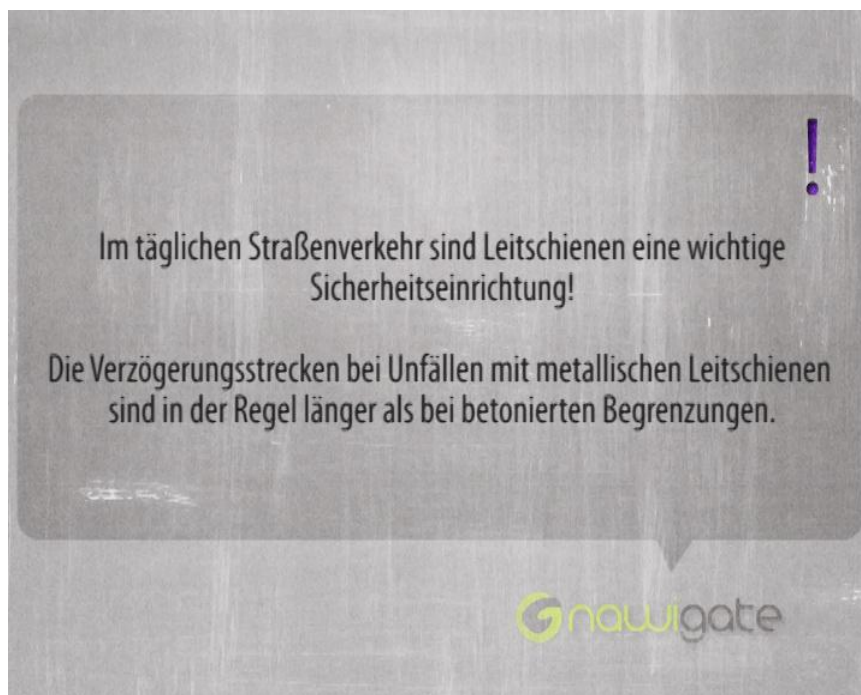 !
Im täglichen Straßenverkehr sind Leitschienen eine wichtige
Sicherheitseinrichtung!
Die Verzögerungsstrecken bei Unfällen mit metallischen Leitschienen
sind in der Regel länger als bei betonierten Begrenzungen.
Gnawigate